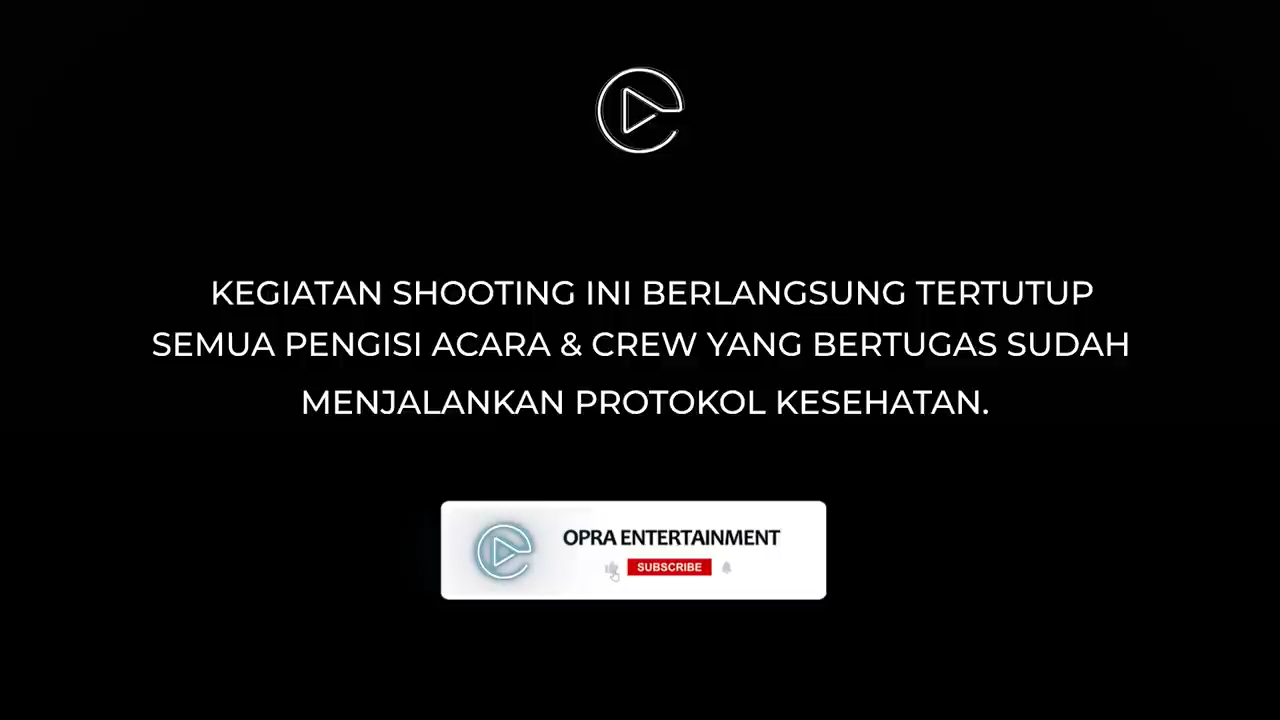 KEGIATAN SHOOTING INI BERLANGSUNG TERTUTUP
SEMUA PENGISI ACARA & CREW YANG BERTUGAS SUDAH
MENJALANKAN PROTOKOL KESEHATAN.
OPRA ENTERTAINMENT
SUBSCRIBE